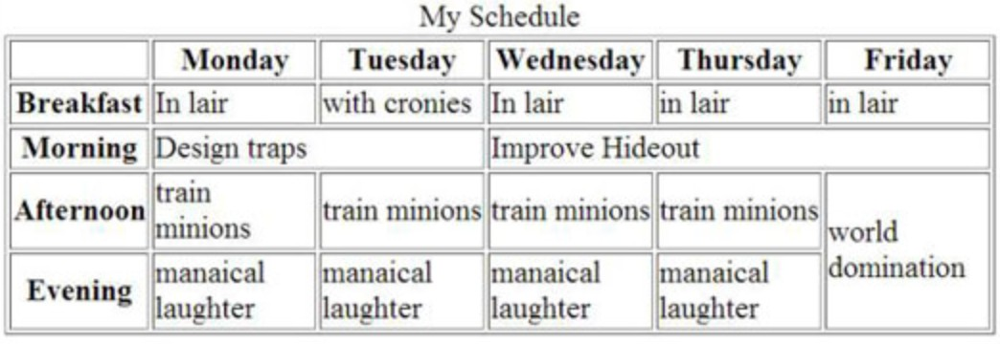 My Schedule
Monday Tuesday Wednesday Thursday Friday
Breakfast In lair with cronies In lair in lair in lair
Morning Design traps Improve Hideout
Afternoon train minions train minions train minions train minions world domination
Evening manaical laughter manaical laughter manaical laughter manaical laughter